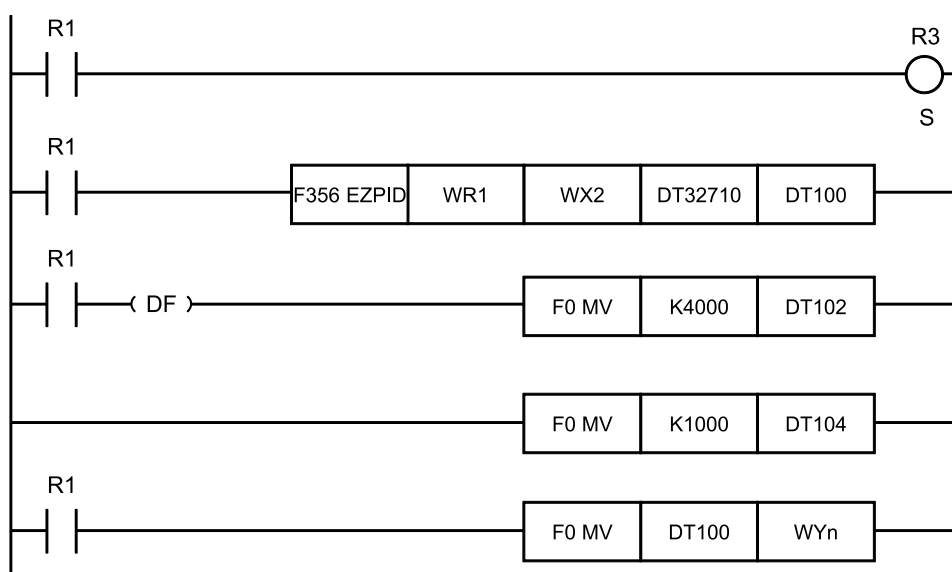 R1
R3
S
R1
F356 EZPID WR1 WX2 DT32710 DT100
R1
( DF ) F0 MV K4000 DT102
F0 MV K1000 DT104
R1
F0 MV DT100 WYn